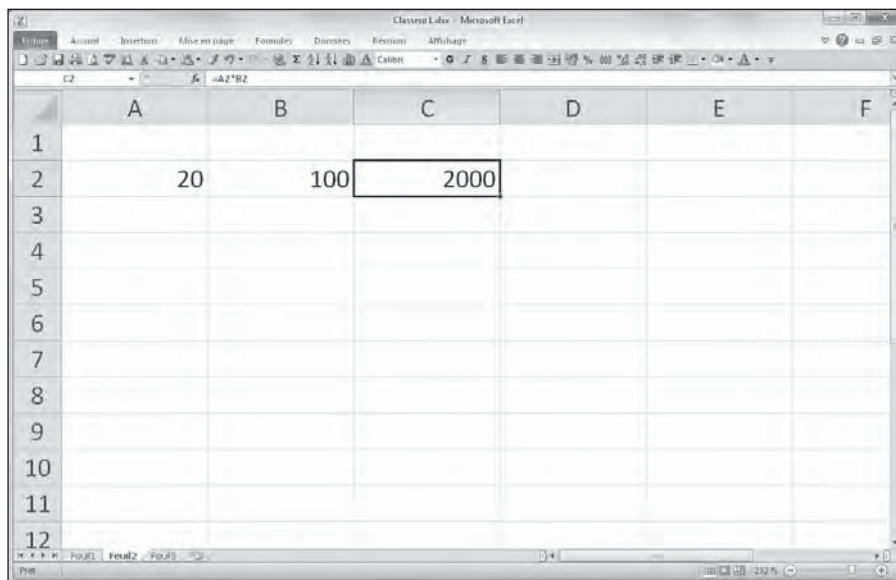 Classeur1.xlsx - Microsoft Excel
Fichier Accueil Insertion Mise en page Formules Données Révision Affichage
Calibri G I S
C2 fx =A2*B2
A B C D E F
1
2 20 100 2000
3
4
5
6
7
8
9
10
11
12
Feuil1 Feuil2 Feuil3
Prêt 232 %